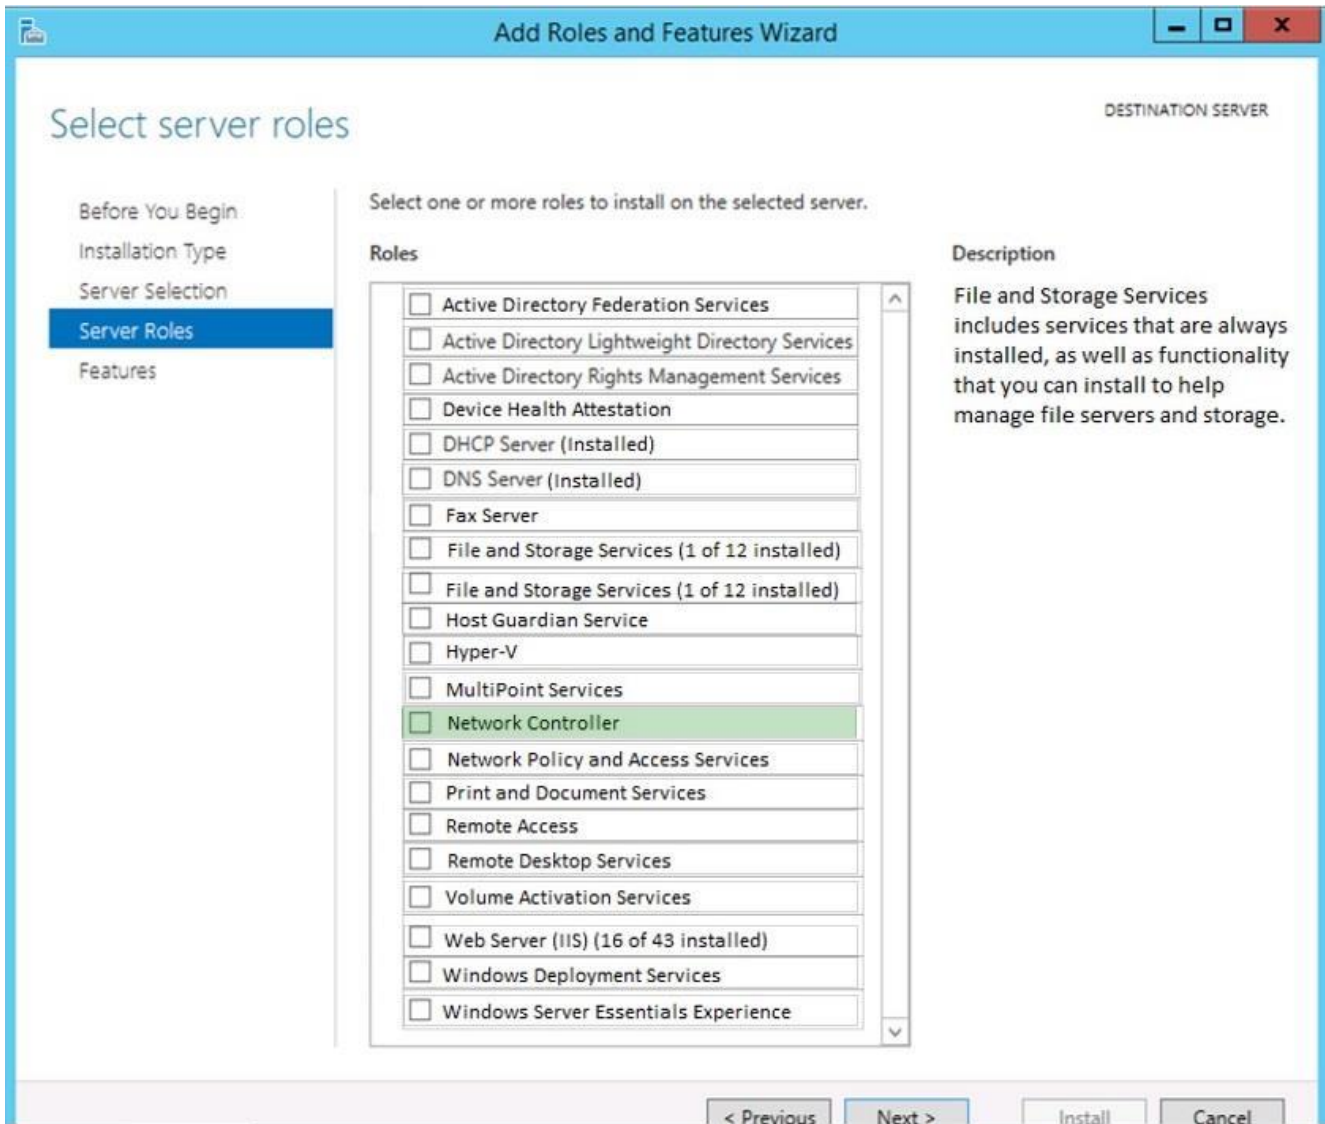 Add Roles and Features Wizard
Select server roles
DESTINATION SERVER
Before You Begin
Installation Type
Server Selection
Server Roles
Features
Select one or more roles to install on the selected server.
Roles
Active Directory Federation Services
Active Directory Lightweight Directory Services
Active Directory Rights Management Services
Device Health Attestation
DHCP Server (Installed)
DNS Server (Installed)
Fax Server
File and Storage Services (1 of 12 installed)
File and Storage Services (1 of 12 installed)
Host Guardian Service
Hyper-V
MultiPoint Services
Network Controller
Network Policy and Access Services
Print and Document Services
Remote Access
Remote Desktop Services
Volume Activation Services
Web Server (IIS) (16 of 43 installed)
Windows Deployment Services
Windows Server Essentials Experience
Description
File and Storage Services
includes services that are always
installed, as well as functionality
that you can install to help
manage file servers and storage.
< Previous
Next >
Install
Cancel